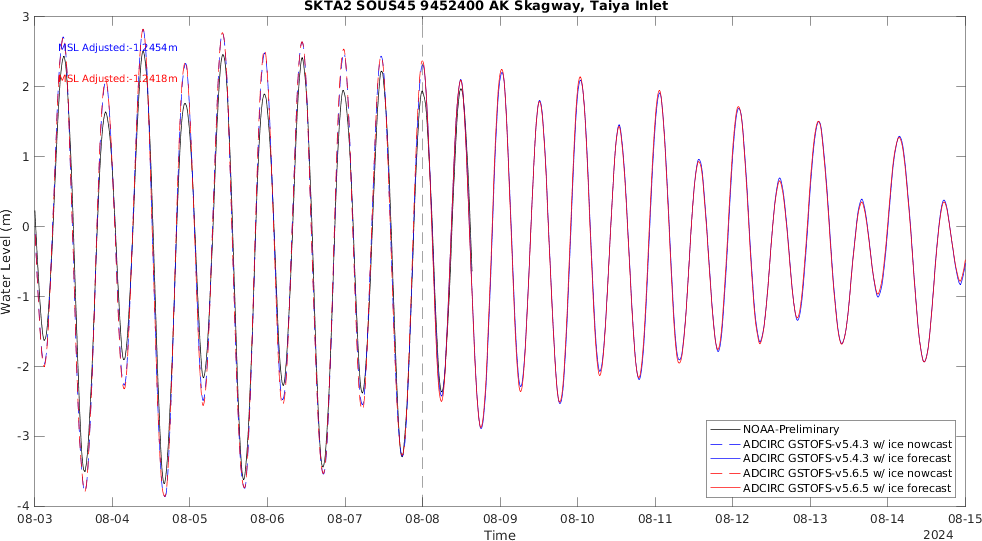 SKTA2 SOUS45 9452400 AK Skagway, Taiya Inlet
3
MSL Adjusted:-1.2454m
MSL Adjusted:-1.2418m
2
1
0
-1
-2
-3
-4
Water Level (m)
NOAA-Preliminary
ADCIRC GSTOFS-v5.4.3 w/ ice nowcast
ADCIRC GSTOFS-v5.4.3 w/ ice forecast
ADCIRC GSTOFS-v5.6.5 w/ ice nowcast
ADCIRC GSTOFS-v5.6.5 w/ ice forecast
08-03 08-04 08-05 08-06 08-07 08-08 08-09 08-10 08-11 08-12 08-13 08-14 08-15
Time
2024